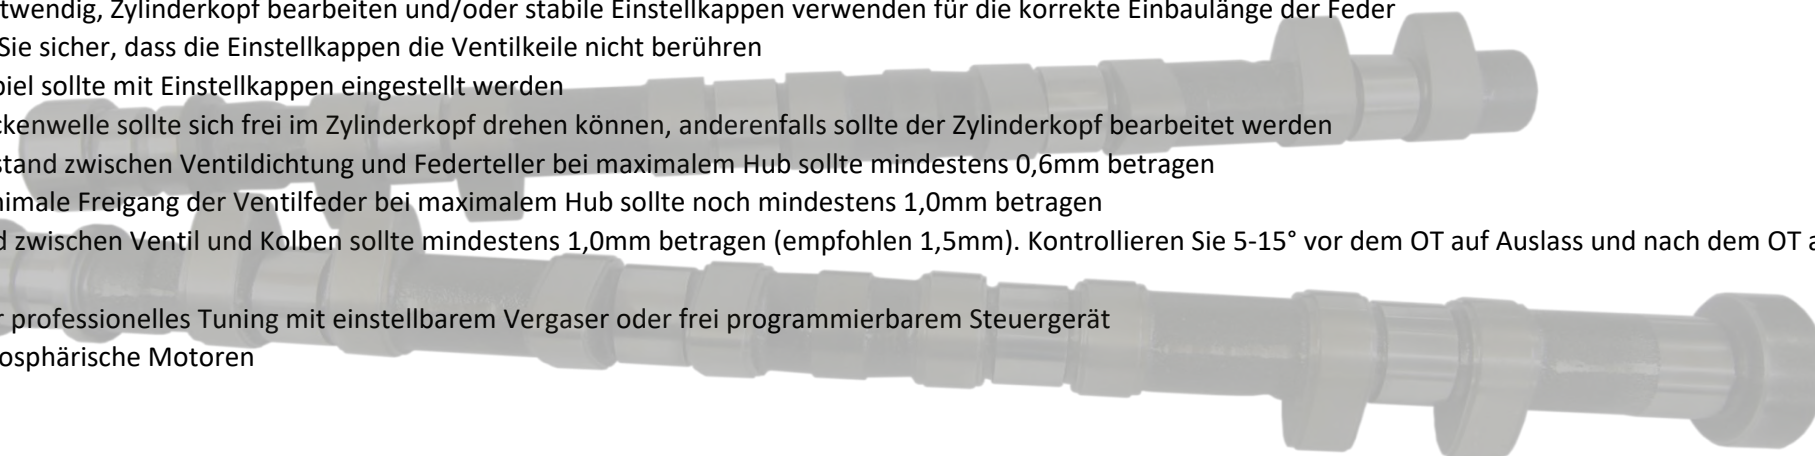 twendig, Zylinderkopf bearbeiten und/oder stabile Einstellkappen verwenden für die korrekte Einbaulänge der Feder
Sie sicher, dass die Einstellkappen die Ventilkeile nicht berühren
piel sollte mit Einstellkappen eingestellt werden
ckenwelle sollte sich frei im Zylinderkopf drehen können, anderenfalls sollte der Zylinderkopf bearbeitet werden
stand zwischen Ventildichtung und Federteller bei maximalem Hub sollte mindestens 0,6mm betragen
nimale Freigang der Ventilfeder bei maximalem Hub sollte noch mindestens 1,0mm betragen
d zwischen Ventil und Kolben sollte mindestens 1,0mm betragen (empfohlen 1,5mm). Kontrollieren Sie 5-15° vor dem OT auf Auslass und nach dem OT a
r professionelles Tuning mit einstellbarem Vergaser oder frei programmierbarem Steuergerät
osphärische Motoren